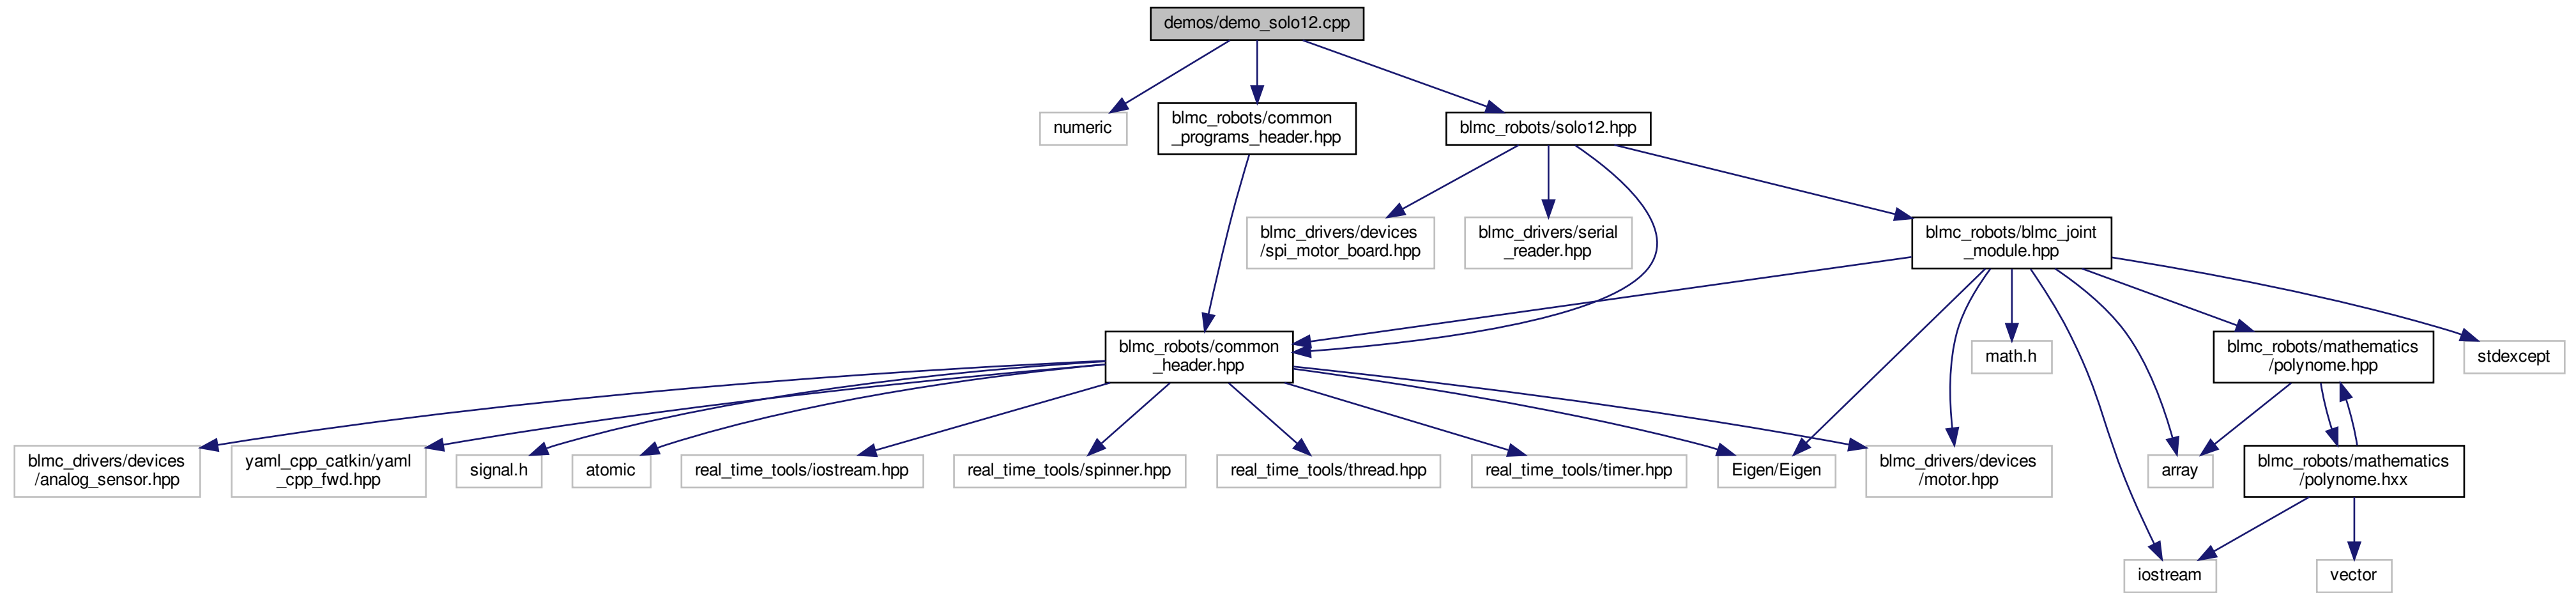 demos/demo_solo12.cpp
numeric
blmc_robots/common
_programs_header.hpp
blmc_robots/solo12.hpp
blmc_drivers/devices
/spi_motor_board.hpp
blmc_drivers/serial
_reader.hpp
blmc_robots/blmc_joint
_module.hpp
blmc_robots/common
_header.hpp
math.h
blmc_robots/mathematics
/polynome.hpp
stdexcept
blmc_drivers/devices
/analog_sensor.hpp
yaml_cpp_catkin/yaml
_cpp_fwd.hpp
signal.h
atomic
real_time_tools/iostream.hpp
real_time_tools/spinner.hpp
real_time_tools/thread.hpp
real_time_tools/timer.hpp
Eigen/Eigen
blmc_drivers/devices
/motor.hpp
array
blmc_robots/mathematics
/polynome.hxx
iostream
vector